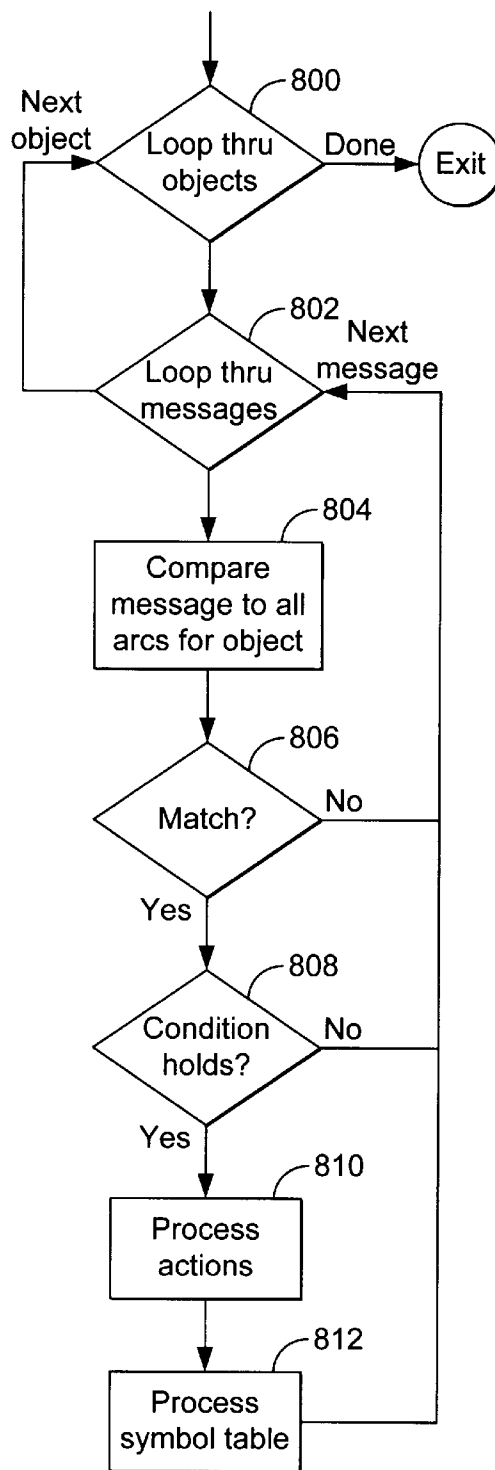 800
Next
object
Loop thru
objects
Done
Exit
802
Next
message
Loop thru
messages
804
Compare
message to all
arcs for object
806
Match?
No
Yes
808
Condition
holds?
No
Yes
810
Process
actions
812
Process
symbol table